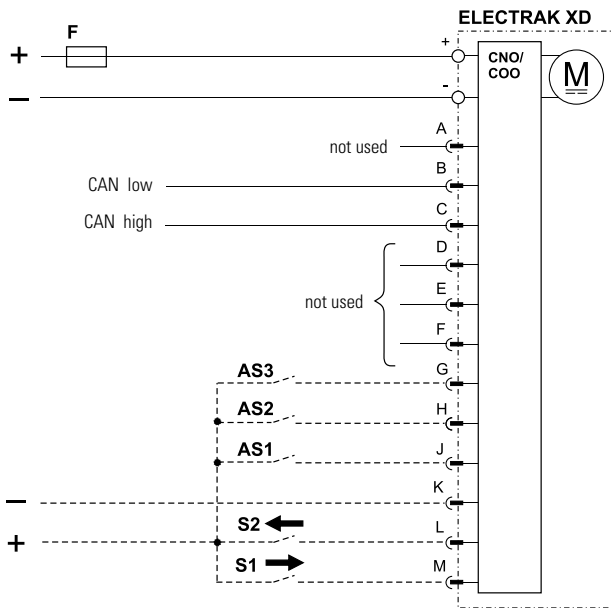 ELECTRAK XD
F
+
+
CNO/
COO
M
–
-
A
not used
B
CAN low
C
CAN high
D
E
not used
F
AS3
G
AS2
H
AS1
J
–
K
S2
L
+
S1
M